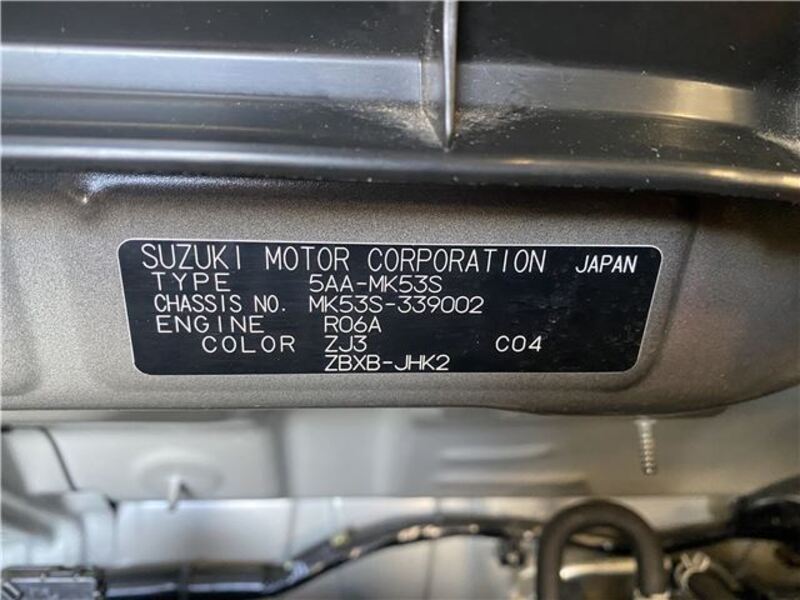 SUZUKI MOTOR CORPORATION JAPAN
TYPE 5AA-MK53S
CHASSIS NO. MK53S-339002
ENGINE R06A
COLOR ZJ3 C04
ZBXB-JHK2